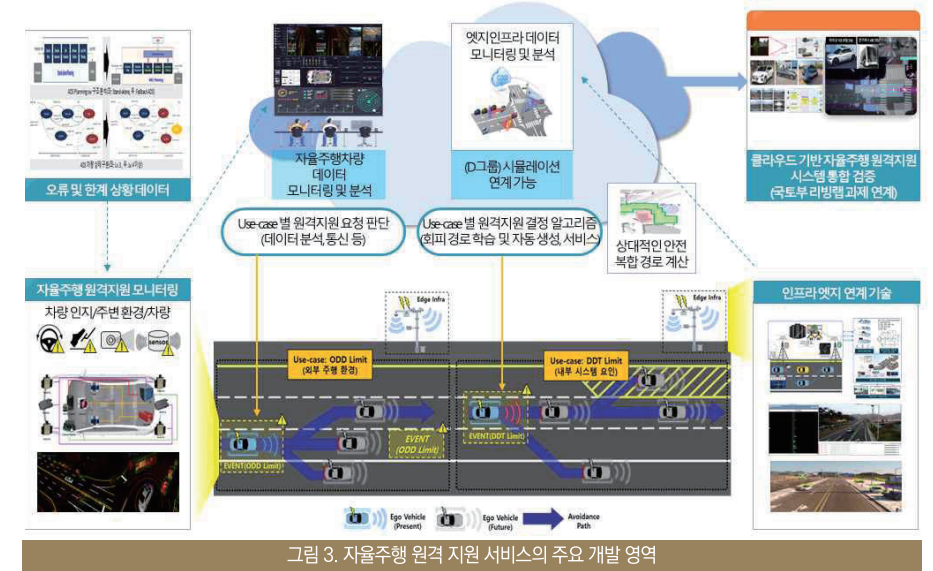 오류 및 한계 상황 데이터
자율주행차량
데이터
모니터링 및 분석
엣지인프라 데이터
모니터링 및 분석
(D그룹) 시뮬레이션
연계 가능
클라우드 기반 자율주행 원격지원
시스템 통합 검증
(국토부 리빙랩 과제 연계)
Use-case 별 원격지원 요청 판단
(데이터 분석, 통신 등)
Use-case 별 원격지원 결정 알고리즘
(회피 경로 학습 및 자동 생성, 서비스)
상대적인 안전
복합 경로 계산
자율주행 원격지원 모니터링
차량 인지/주변 환경/차량
sensor
인프라 엣지 연계 기술
Edge Infra
Edge Infra
Use-case: ODD Limit
(외부 주행 환경)
Use-case: DDT Limit
(내부 시스템 요인)
EVENT(ODD Limit)
EVENT
(ODD Limit)
EVENT(DDT Limit)
Ego Vehicle
(Present)
Ego Vehicle
(Future)
Avoidance
Path
그림 3. 자율주행 원격 지원 서비스의 주요 개발 영역